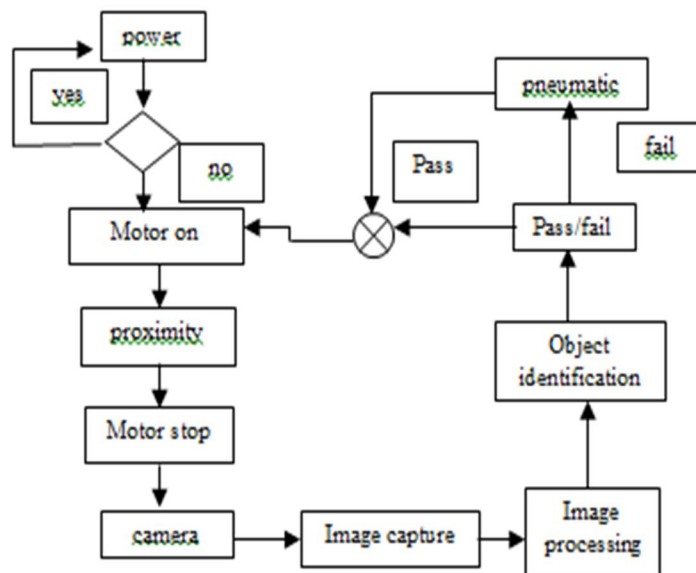 power
yes
no
Motor on
proximity
Motor stop
camera
Image capture
Image
processing
Object
identification
Pass/fail
fail
pneumatic
Pass